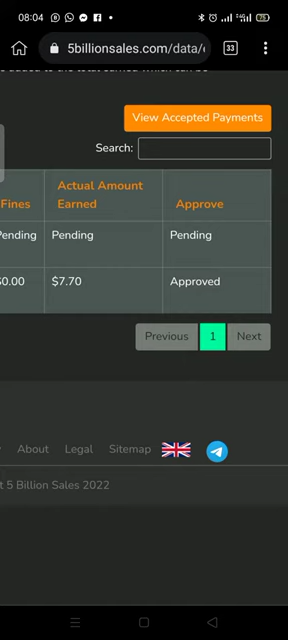 08:04
75
5billionsales.com/data/
33
View Accepted Payments
Search:
Fines
Actual Amount Earned
Approve
Pending
Pending
Pending
$0.00
$7.70
Approved
Previous
1
Next
About
Legal
Sitemap
5 Billion Sales 2022